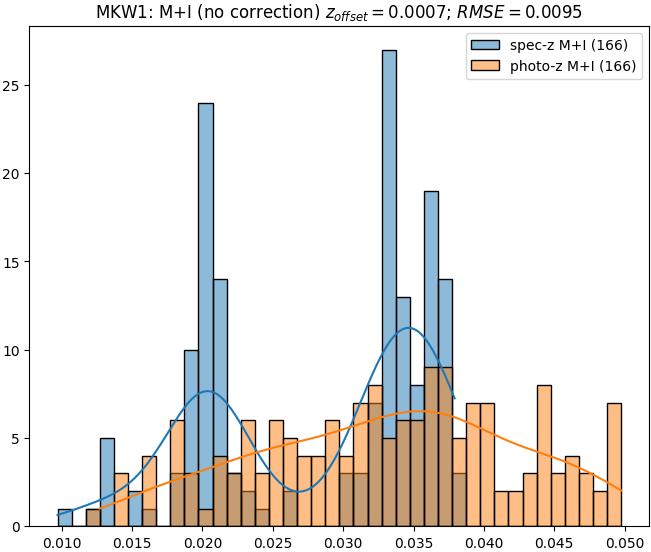 MKW1: M+I (no correction) z_offset = 0.0007; RMSE = 0.0095
spec-z M+I (166)
photo-z M+I (166)
25
20
15
10
5
0
0.010 0.015 0.020 0.025 0.030 0.035 0.040 0.045 0.050